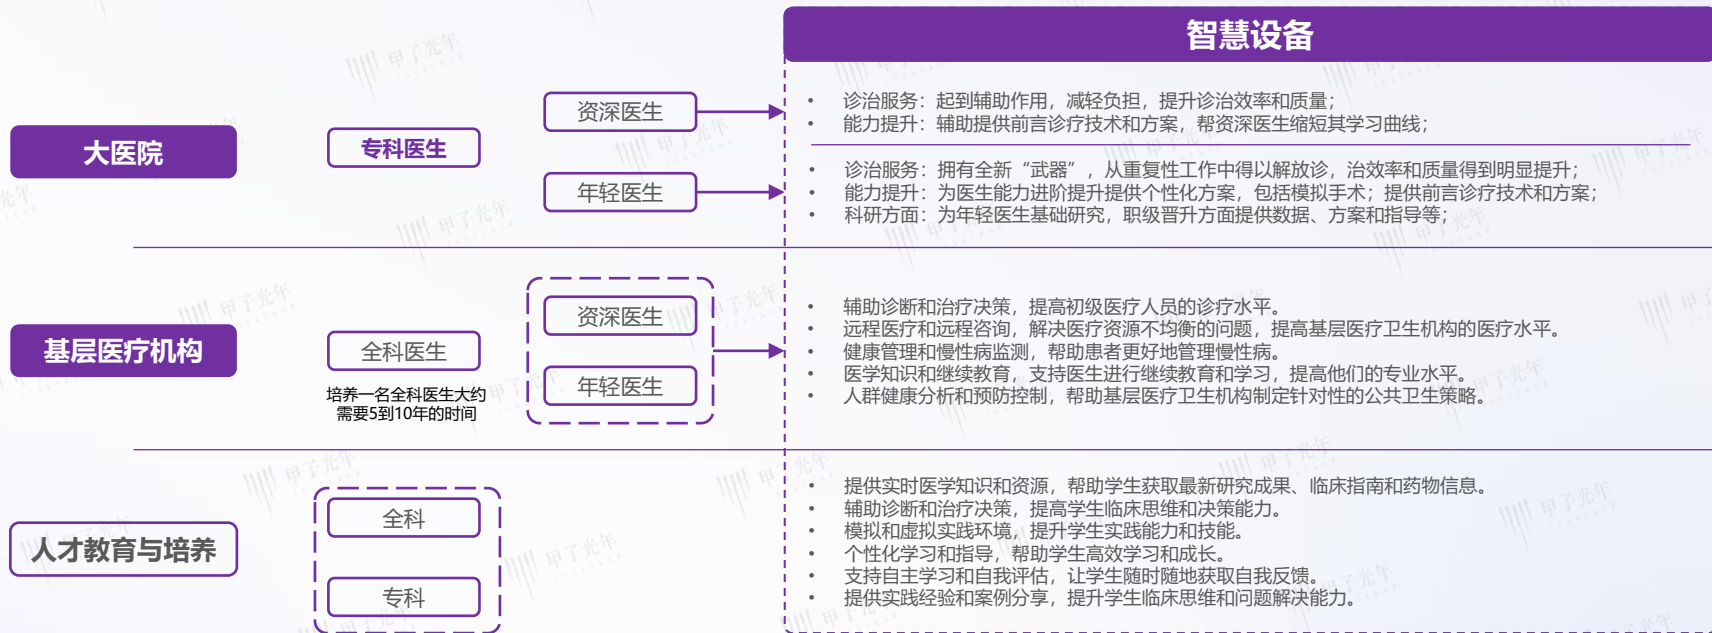 智慧设备
大医院
专科医生
资深医生
• 诊治服务：起到辅助作用，减轻负担，提升诊治效率和质量；
• 能力提升：辅助提供前言诊疗技术和方案，帮资深医生缩短其学习曲线；
年轻医生
• 诊治服务：拥有全新“武器”，从重复性工作中得以解放诊，治效率和质量得到明显提升；
• 能力提升：为医生能力进阶提升提供个性化方案，包括模拟手术；提供前言诊疗技术和方案；
• 科研方面：为年轻医生基础研究，职级晋升方面提供数据、方案和指导等；
基层医疗机构
全科医生
培养一名全科医生大约
需要5到10年的时间
资深医生
年轻医生
• 辅助诊断和治疗决策，提高初级医疗人员的诊疗水平。
• 远程医疗和远程咨询，解决医疗资源不均衡的问题，提高基层医疗卫生机构的医疗水平。
• 健康管理和慢性病监测，帮助患者更好地管理慢性病。
• 医学知识和继续教育，支持医生进行继续教育和学习，提高他们的专业水平。
• 人群健康分析和预防控制，帮助基层医疗卫生机构制定针对性的公共卫生策略。
人才教育与培养
全科
专科
• 提供实时医学知识和资源，帮助学生获取最新研究成果、临床指南和药物信息。
• 辅助诊断和治疗决策，提高学生临床思维和决策能力。
• 模拟和虚拟实践环境，提升学生实践能力和技能。
• 个性化学习和指导，帮助学生高效学习和成长。
• 支持自主学习和自我评估，让学生随时随地获取自我反馈。
• 提供实践经验和案例分享，提升学生临床思维和问题解决能力。
甲子光年